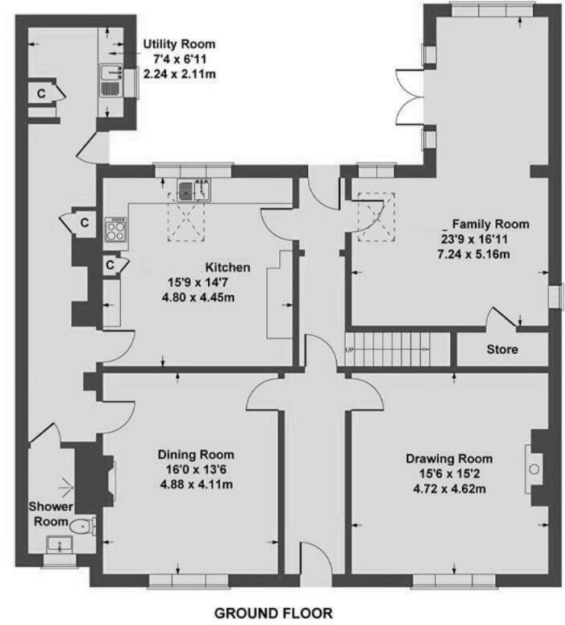 Utility Room
7'4 x 6'11
2.24 x 2.11m
C
C
Family Room
23'9 x 16'11
7.24 x 5.16m
C
Kitchen
15'9 x 14'7
4.80 x 4.45m
UP
Store
Dining Room
16'0 x 13'6
4.88 x 4.11m
Drawing Room
15'6 x 15'2
4.72 x 4.62m
Shower
Room
GROUND FLOOR